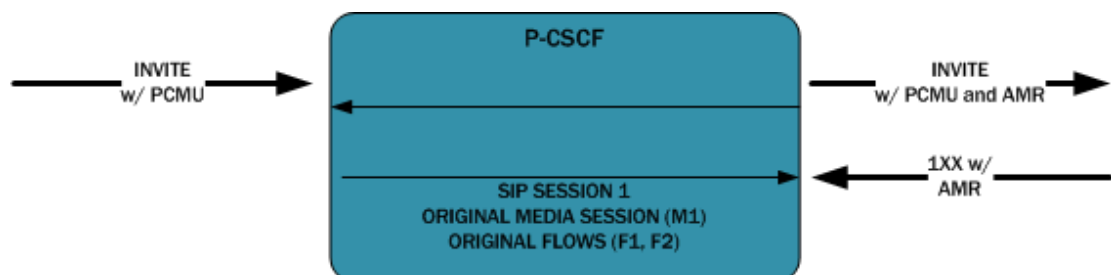 P-CSCF
INVITE
w/ PCMU
INVITE
w/ PCMU and AMR
1XX w/
AMR
SIP SESSION 1
ORIGINAL MEDIA SESSION (M1)
ORIGINAL FLOWS (F1, F2)